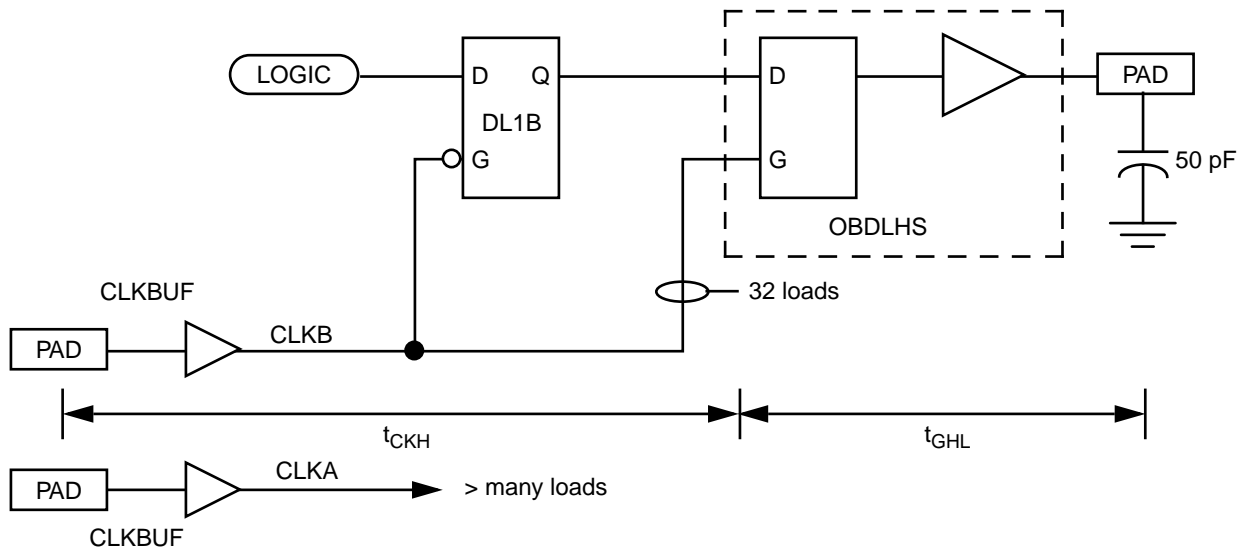 LOGIC
D Q
DL1B
G
D
G
OBDLHS
PAD
50 pF
32 loads
CLKBUF
PAD
CLKB
tCKH
tGHL
PAD
CLKA
> many loads
CLKBUF